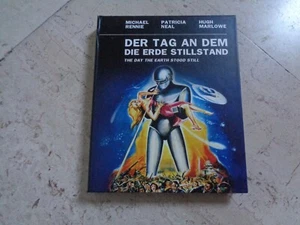 MICHAEL PATRICIA HUGH
RENNIE NEAL MARLOWE
DER TAG AN DEM
DIE ERDE STILLSTAND
THE DAY THE EARTH STOOD STILL